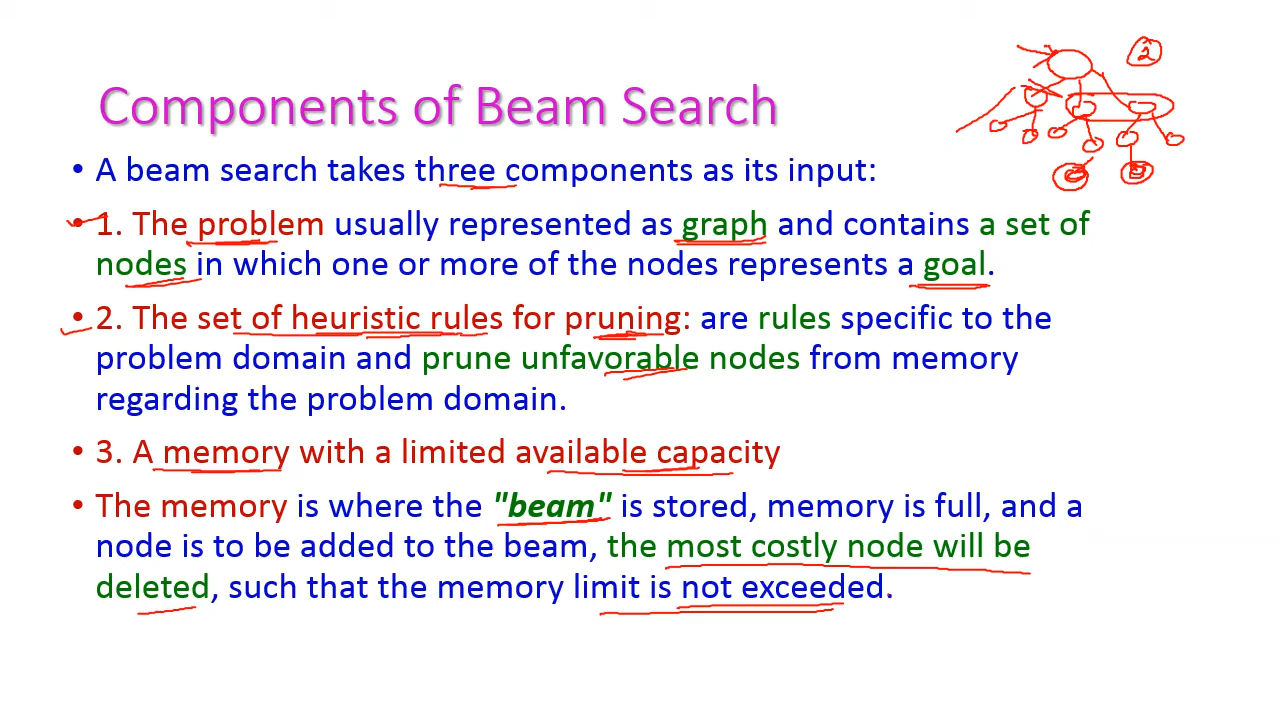 Components of Beam Search
2
• A beam search takes three components as its input:
• 1. The problem usually represented as graph and contains a set of
nodes in which one or more of the nodes represents a goal.
• 2. The set of heuristic rules for pruning: are rules specific to the
problem domain and prune unfavorable nodes from memory
regarding the problem domain.
• 3. A memory with a limited available capacity
• The memory is where the "beam" is stored, memory is full, and a
node is to be added to the beam, the most costly node will be
deleted, such that the memory limit is not exceeded.